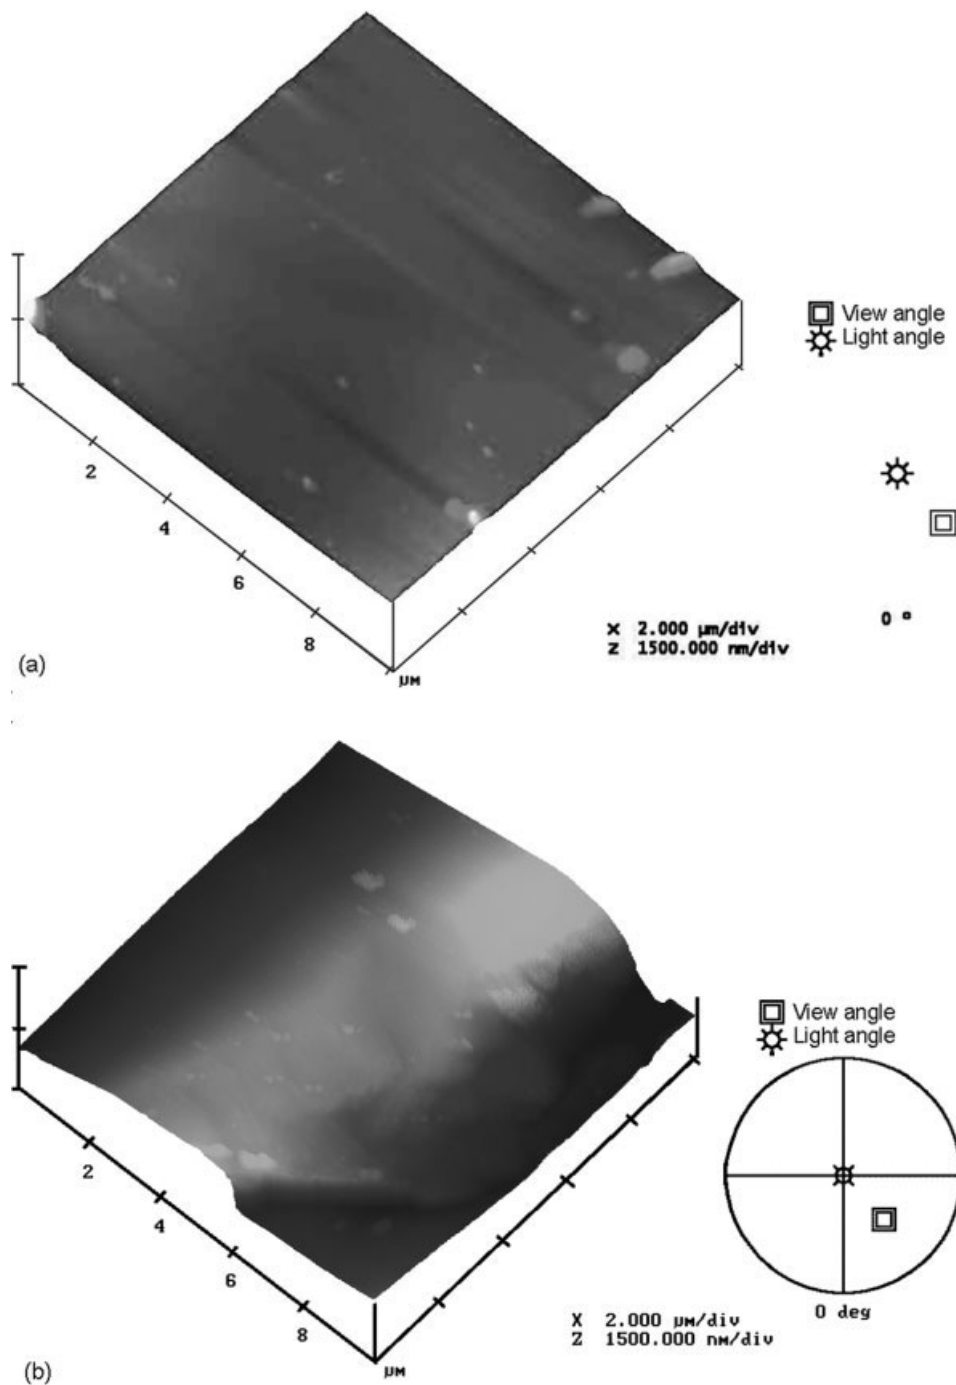 View angle
Light angle
2
4
6
8
µM
X 2.000 µm/div
Z 1500.000 nm/div
0 °
(a)
View angle
Light angle
2
4
6
8
µM
0 deg
X 2.000 µM/div
Z 1500.000 nM/div
(b)